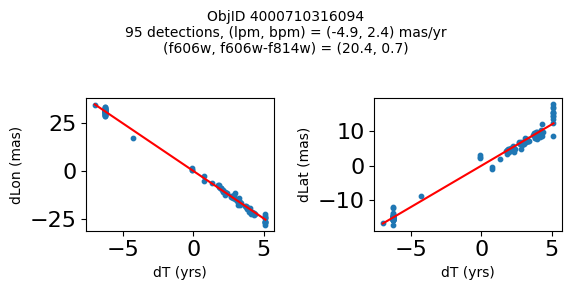 ObjID 4000710316094
95 detections, (lpm, bpm) = (-4.9, 2.4) mas/yr
(f606w, f606w-f814w) = (20.4, 0.7)
dLon (mas)
25
0
−25
−5
0
5
dT (yrs)
dLat (mas)
10
0
−10
−5
0
5
dT (yrs)